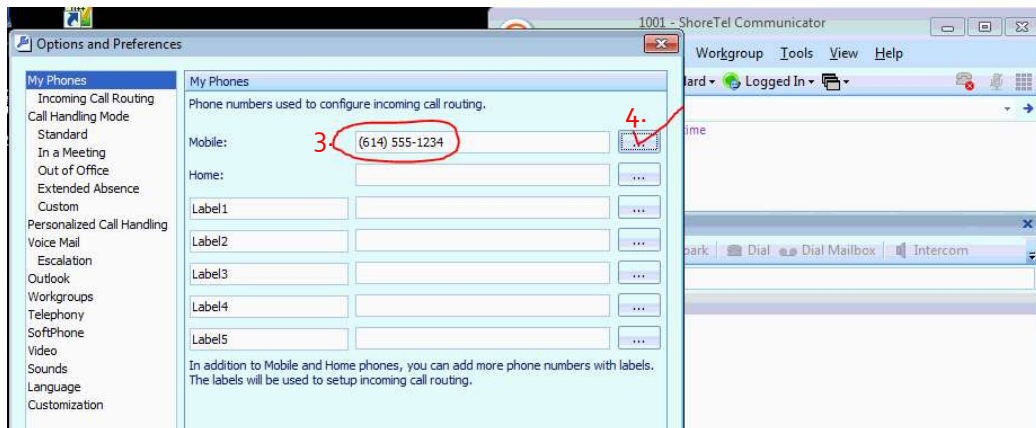 1001 - ShoreTel Communicator
Options and Preferences
Workgroup Tools View Help
Logged In
My Phones
Incoming Call Routing
Call Handling Mode
Standard
In a Meeting
Out of Office
Extended Absence
Custom
Personalized Call Handling
Voice Mail
Escalation
Outlook
Workgroups
Telephony
SoftPhone
Video
Sounds
Language
Customization
My Phones
Phone numbers used to configure incoming call routing.
Mobile: 3. (614) 555-1234 4. ...
Home: ...
Label1 ...
Label2 ...
Label3 ...
Label4 ...
Label5 ...
In addition to Mobile and Home phones, you can add more phone numbers with labels.
The labels will be used to setup incoming call routing.
Dial Dial Mailbox Intercom